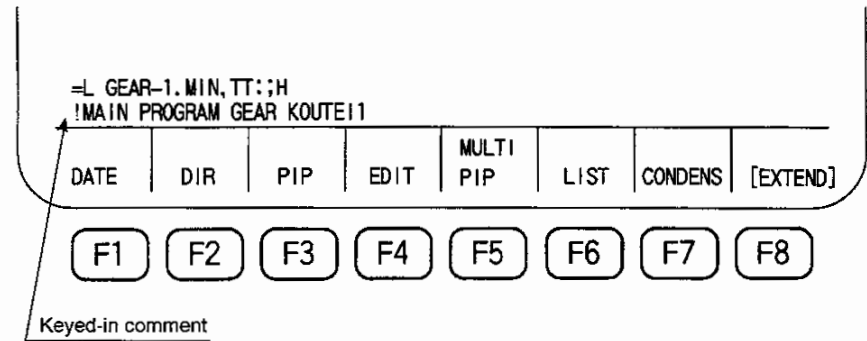 =L GEAR-1.MIN,TT:;H
!MAIN PROGRAM GEAR KOUTEI1
DATE DIR PIP EDIT MULTI PIP LIST CONDENS [EXTEND]
F1 F2 F3 F4 F5 F6 F7 F8
Keyed-in comment